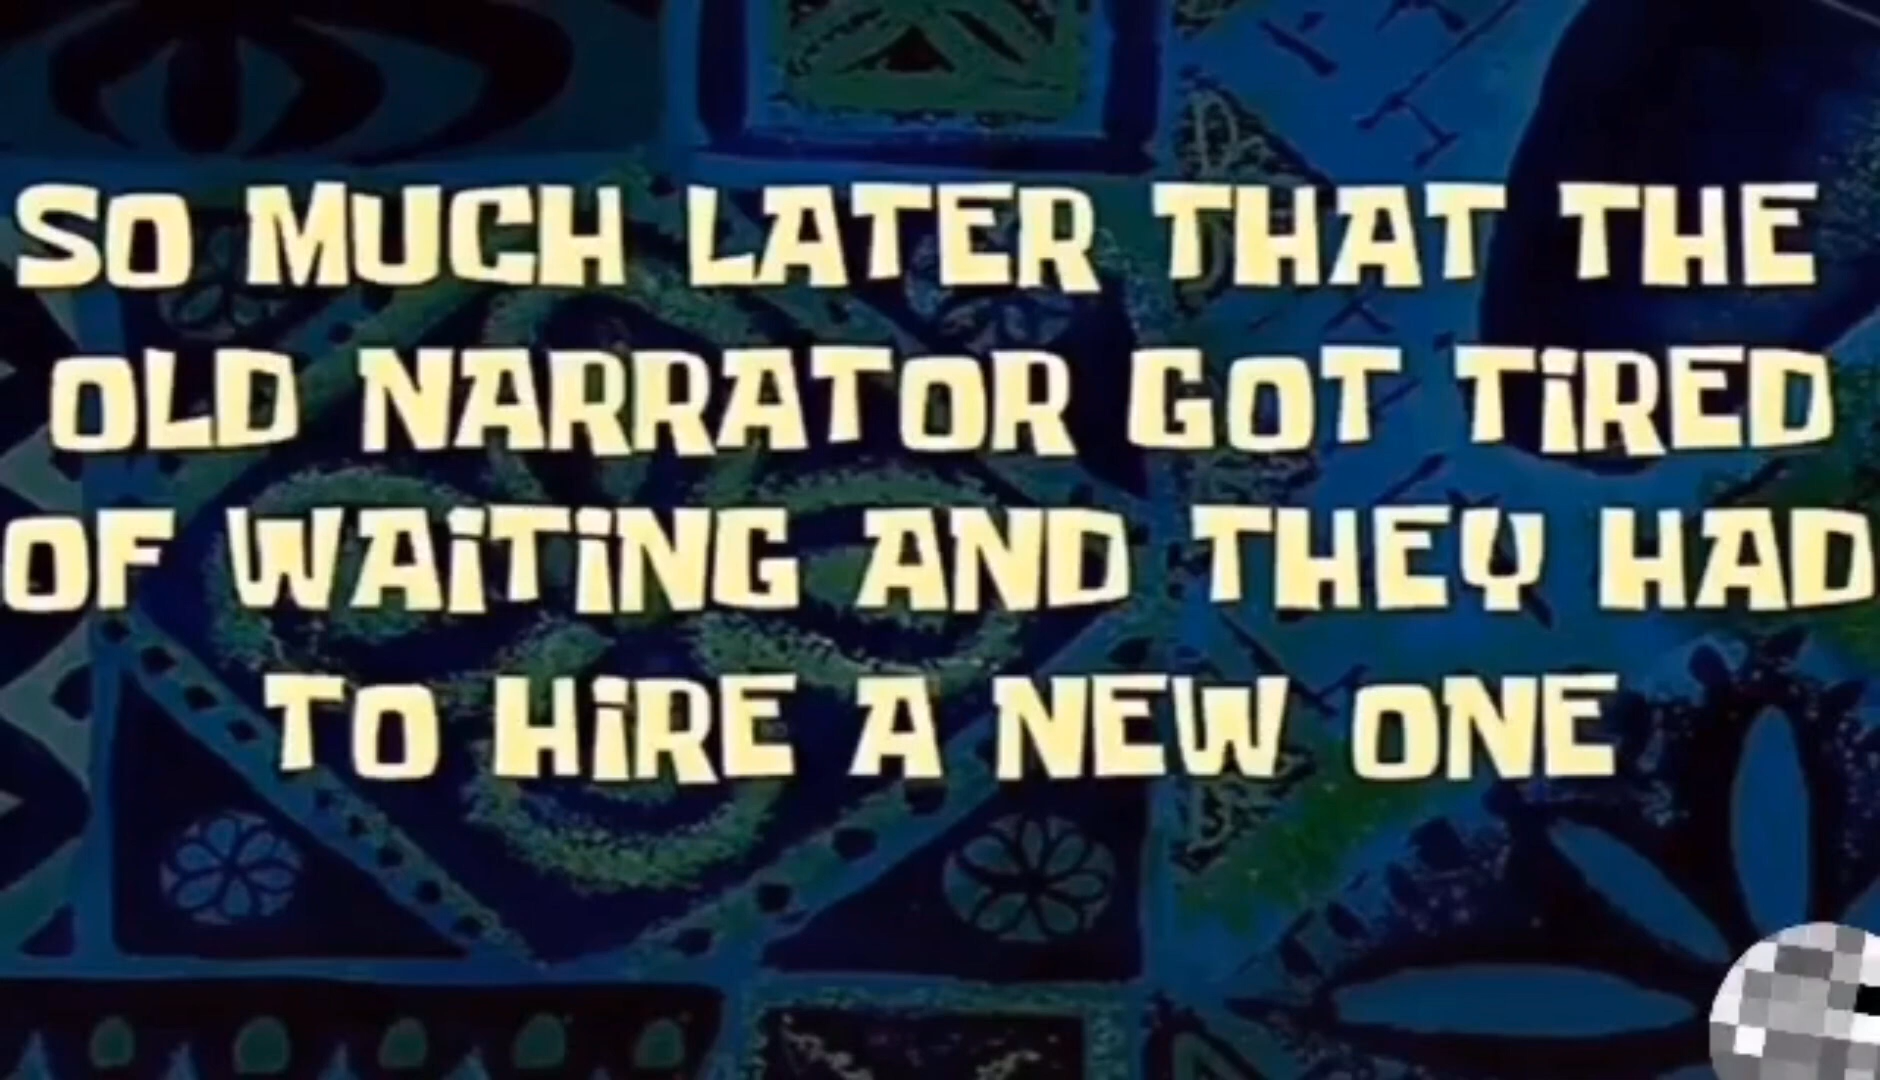 SO MUCH LATER THAT THE
OLD NARRATOR GOT TIRED
OF WAITING AND THEY HAD
TO HIRE A NEW ONE